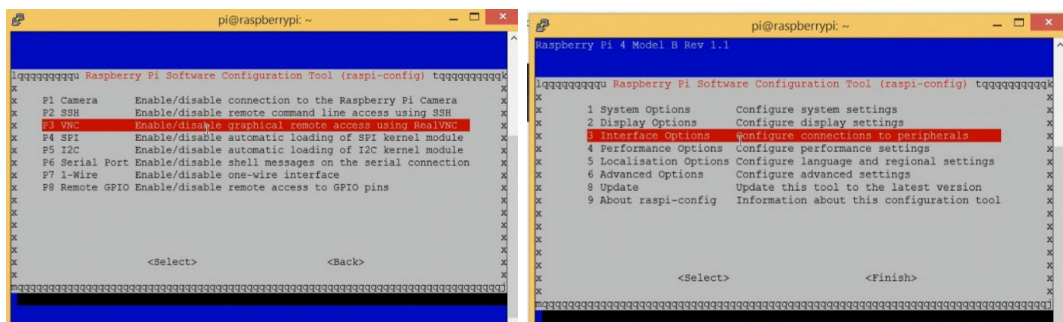 pi@raspberrypi: ~
lqqqqqqqqqu Raspberry Pi Software Configuration Tool (raspi-config) tqqqqqqqqqk
x x
x P1 Camera Enable/disable connection to the Raspberry Pi Camera x
x P2 SSH Enable/disable remote command line access using SSH x
x P3 VNC Enable/disable graphical remote access using RealVNC x
x P4 SPI Enable/disable automatic loading of SPI kernel module x
x P5 I2C Enable/disable automatic loading of I2C kernel module x
x P6 Serial Port Enable/disable shell messages on the serial connection x
x P7 1-Wire Enable/disable one-wire interface x
x P8 Remote GPIO Enable/disable remote access to GPIO pins x
x <Select> <Back> x
pi@raspberrypi: ~
Raspberry Pi 4 Model B Rev 1.1
lqqqqqqqqqu Raspberry Pi Software Configuration Tool (raspi-config) tqqqqqqqqqk
x x
x 1 System Options Configure system settings x
x 2 Display Options Configure display settings x
x 3 Interface Options Configure connections to peripherals x
x 4 Performance Options Configure performance settings x
x 5 Localisation Options Configure language and regional settings x
x 6 Advanced Options Configure advanced settings x
x 8 Update Update this tool to the latest version x
x 9 About raspi-config Information about this configuration tool x
x <Select> <Finish> x